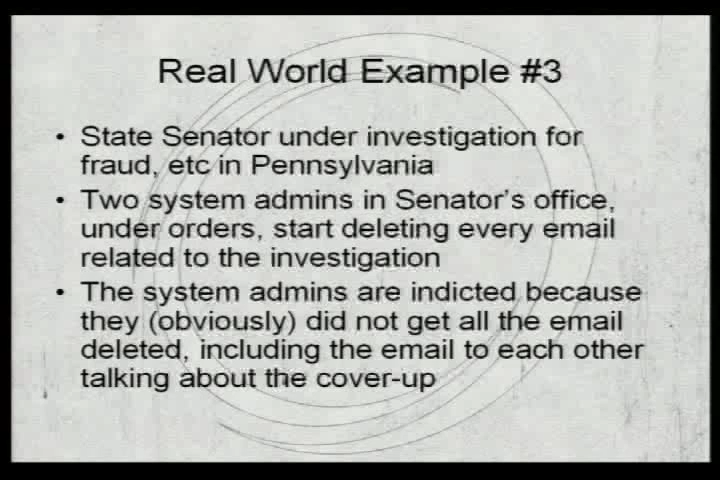 Real World Example #3
• State Senator under investigation for
fraud, etc in Pennsylvania
• Two system admins in Senator's office,
under orders, start deleting every email
related to the investigation
• The system admins are indicted because
they (obviously) did not get all the email
deleted, including the email to each other
talking about the cover-up